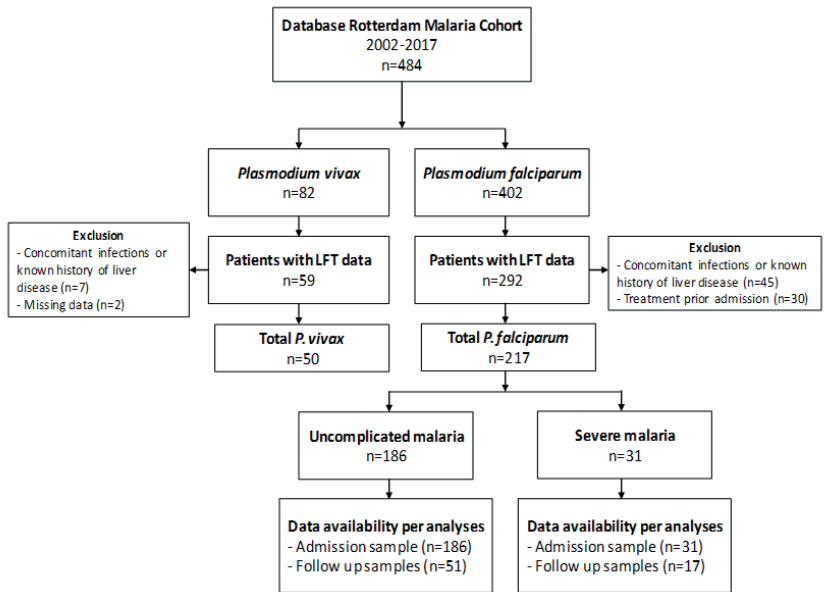 Database Rotterdam Malaria Cohort
2002-2017
n=484
Plasmodium vivax
n=82
Plasmodium falciparum
n=402
Exclusion
- Concomitant infections or
known history of liver
disease (n=7)
- Missing data (n=2)
Patients with LFT data
n=59
Patients with LFT data
n=292
Exclusion
- Concomitant infections or known
history of liver disease (n=45)
- Treatment prior admission (n=30)
Total P. vivax
n=50
Total P. falciparum
n=217
Uncomplicated malaria
n=186
Severe malaria
n=31
Data availability per analyses
- Admission sample (n=186)
- Follow up samples (n=51)
Data availability per analyses
- Admission sample (n=31)
- Follow up samples (n=17)